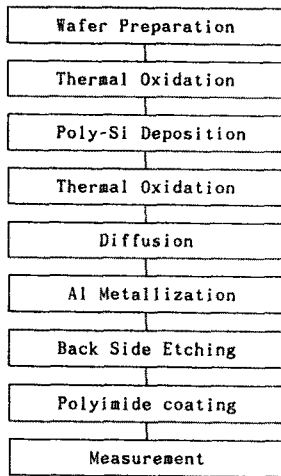 Wafer Preparation
Thermal Oxidation
Poly-Si Deposition
Thermal Oxidation
Diffusion
Al Metallization
Back Side Etching
Polyimide coating
Measurement